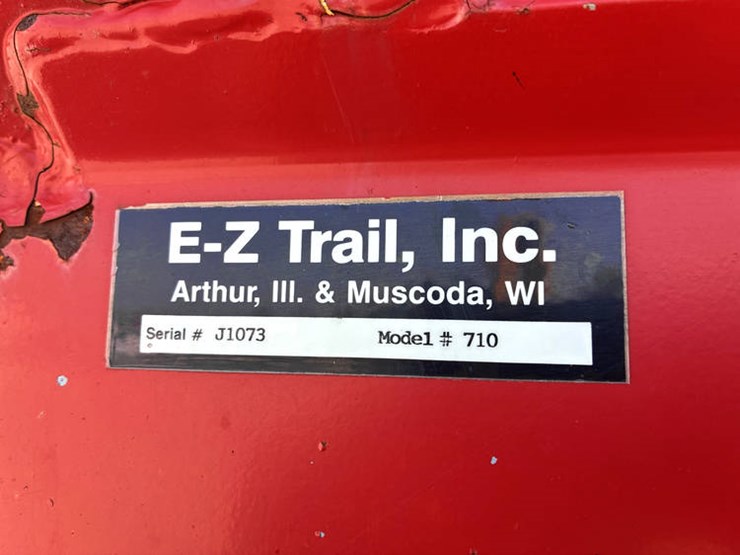 E-Z Trail, Inc.
Arthur, Ill. & Muscoda, WI
Serial # J1073 Model # 710